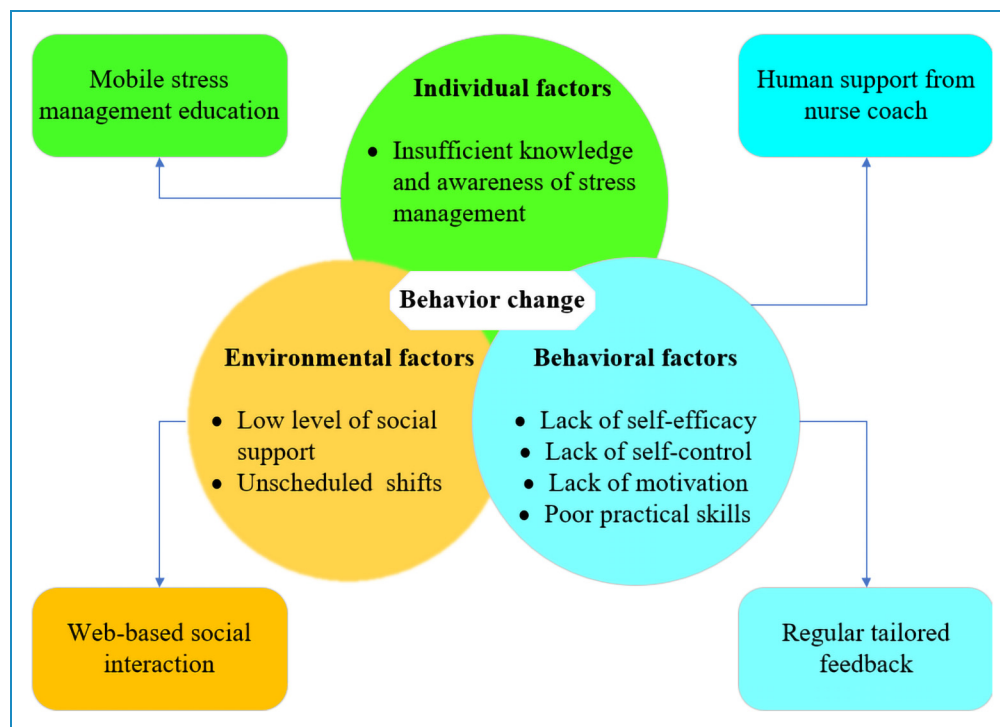 Mobile stress
management education
Individual factors
• Insufficient knowledge
and awareness of stress
management
Human support from
nurse coach
Behavior change
Environmental factors
• Low level of social
support
• Unscheduled shifts
Behavioral factors
• Lack of self-efficacy
• Lack of self-control
• Lack of motivation
• Poor practical skills
Web-based social
interaction
Regular tailored
feedback